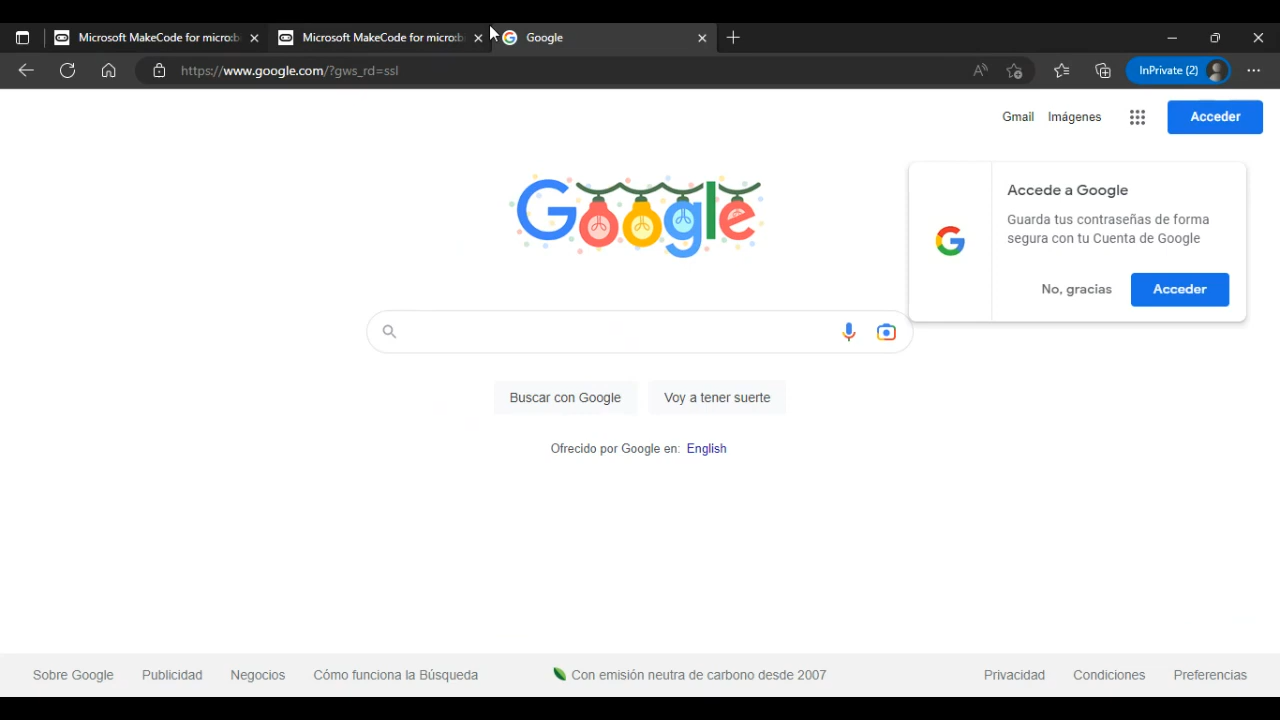 Microsoft MakeCode for micro:b
Microsoft MakeCode for micro:b
Google
https://www.google.com/?gws_rd=ssl
InPrivate (2)
Gmail
Imágenes
Acceder
Google
Accede a Google
Guarda tus contraseñas de forma
segura con tu Cuenta de Google
No, gracias
Acceder
Buscar con Google
Voy a tener suerte
Ofrecido por Google en: English
Sobre Google
Publicidad
Negocios
Cómo funciona la Búsqueda
Con emisión neutra de carbono desde 2007
Privacidad
Condiciones
Preferencias